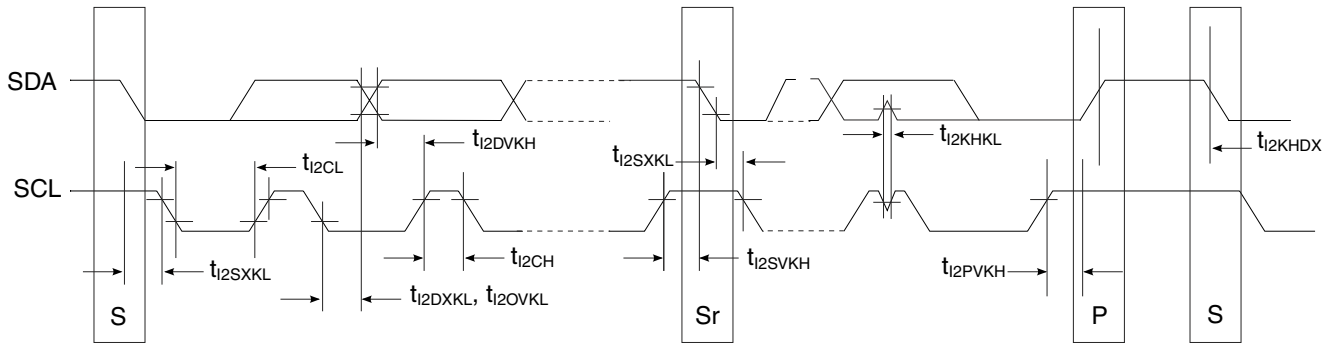 SDA
tI2DVKH
tI2KHKL
tI2KHDX
tI2SXKL
tI2CL
SCL
tI2SXKL
tI2CH
tI2SVKH
tI2PVKH
tI2DXKL, tI2OVKL
S
Sr
P
S